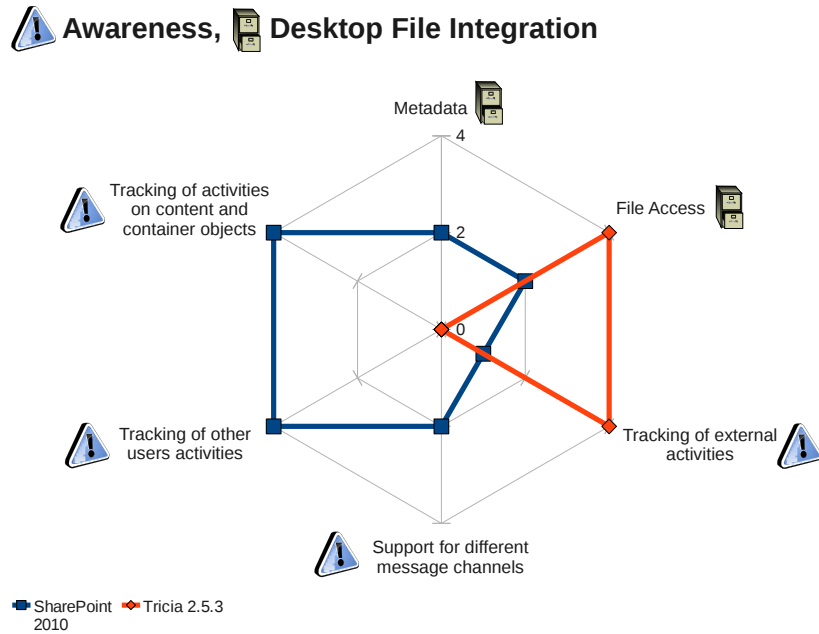 Awareness, Desktop File Integration
Metadata
4
Tracking of activities
on content and
container objects
File Access
2
0
Tracking of other
users activities
Tracking of external
activities
Support for different
message channels
SharePoint
2010
Tricia 2.5.3